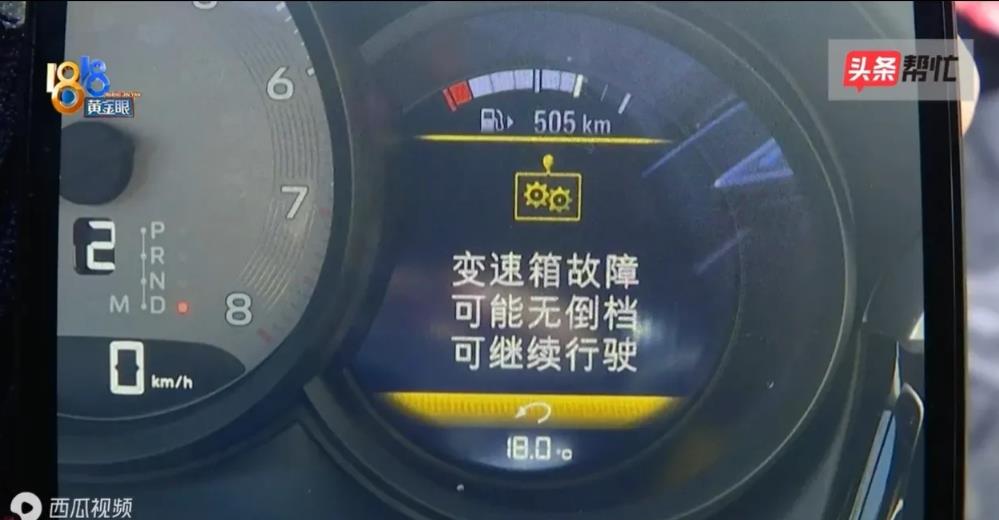 1818
黄金眼
头条帮忙
6
7
8
505 km
2
P
R
N
M D
0 km/h
变速箱故障
可能无倒档
可继续行驶
18.0 °C
西瓜视频